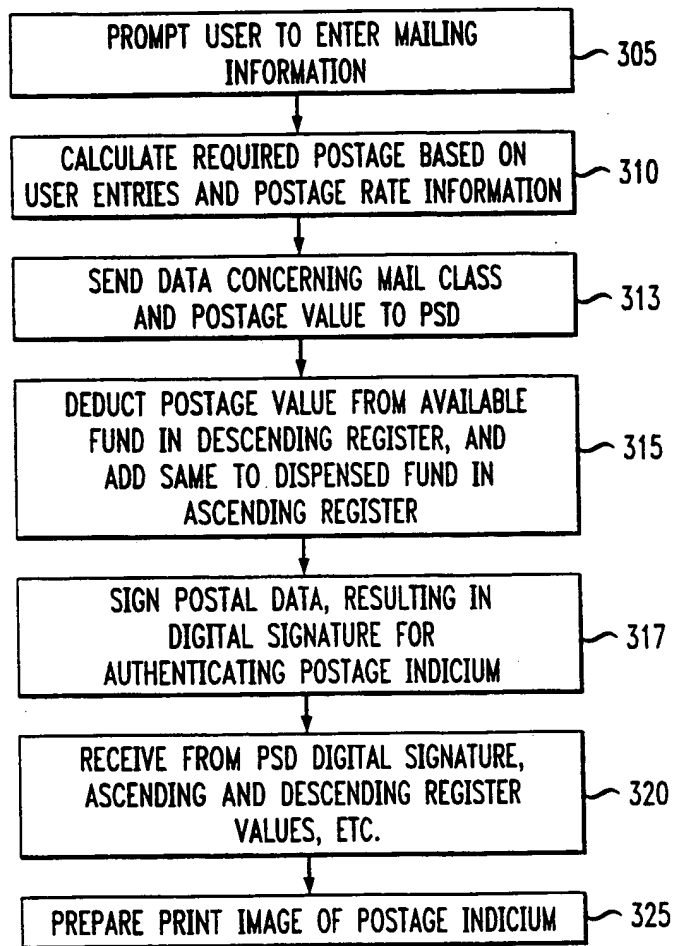 PROMPT USER TO ENTER MAILING
INFORMATION
305
CALCULATE REQUIRED POSTAGE BASED ON
USER ENTRIES AND POSTAGE RATE INFORMATION
310
SEND DATA CONCERNING MAIL CLASS
AND POSTAGE VALUE TO PSD
313
DEDUCT POSTAGE VALUE FROM AVAILABLE
FUND IN DESCENDING REGISTER, AND
ADD SAME TO DISPENSED FUND IN
ASCENDING REGISTER
315
SIGN POSTAL DATA, RESULTING IN
DIGITAL SIGNATURE FOR
AUTHENTICATING POSTAGE INDICIUM
317
RECEIVE FROM PSD DIGITAL SIGNATURE,
ASCENDING AND DESCENDING REGISTER
VALUES, ETC.
320
PREPARE PRINT IMAGE OF POSTAGE INDICIUM
325